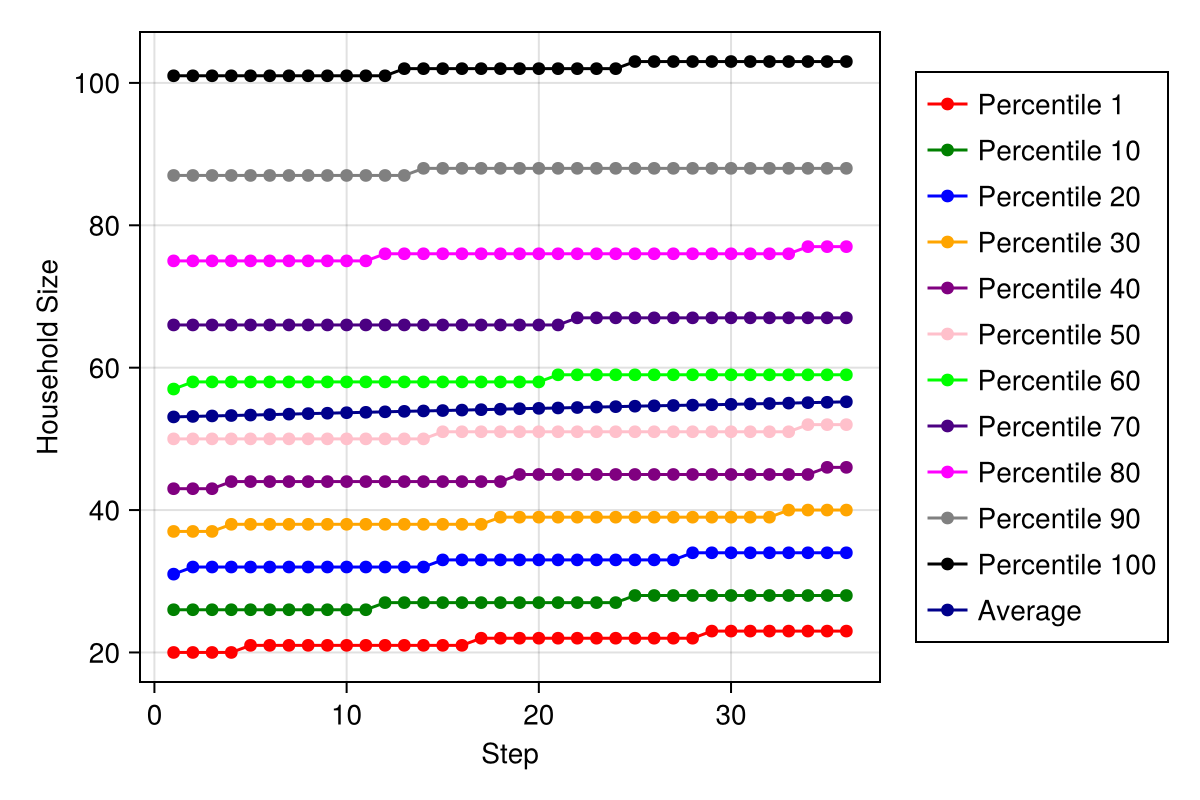 100
80
60
40
20
Household Size
0 10 20 30
Step
Percentile 1
Percentile 10
Percentile 20
Percentile 30
Percentile 40
Percentile 50
Percentile 60
Percentile 70
Percentile 80
Percentile 90
Percentile 100
Average